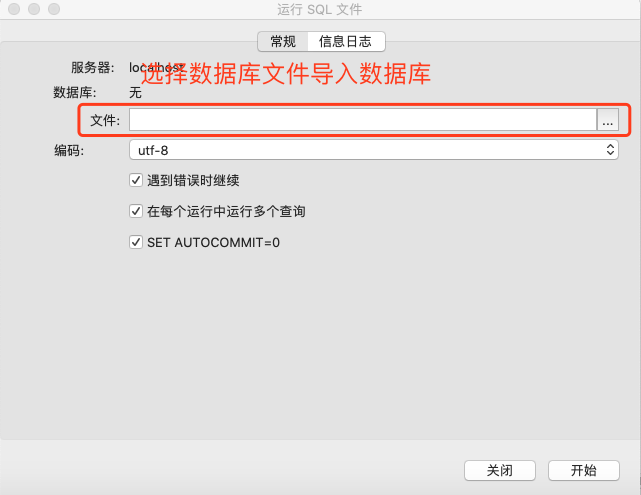 运行 SQL 文件
常规 信息日志
服务器: localhost
选择数据库文件导入数据库
数据库: 无
文件: ...
编码: utf-8
遇到错误时继续
在每个运行中运行多个查询
SET AUTOCOMMIT=0
关闭 开始